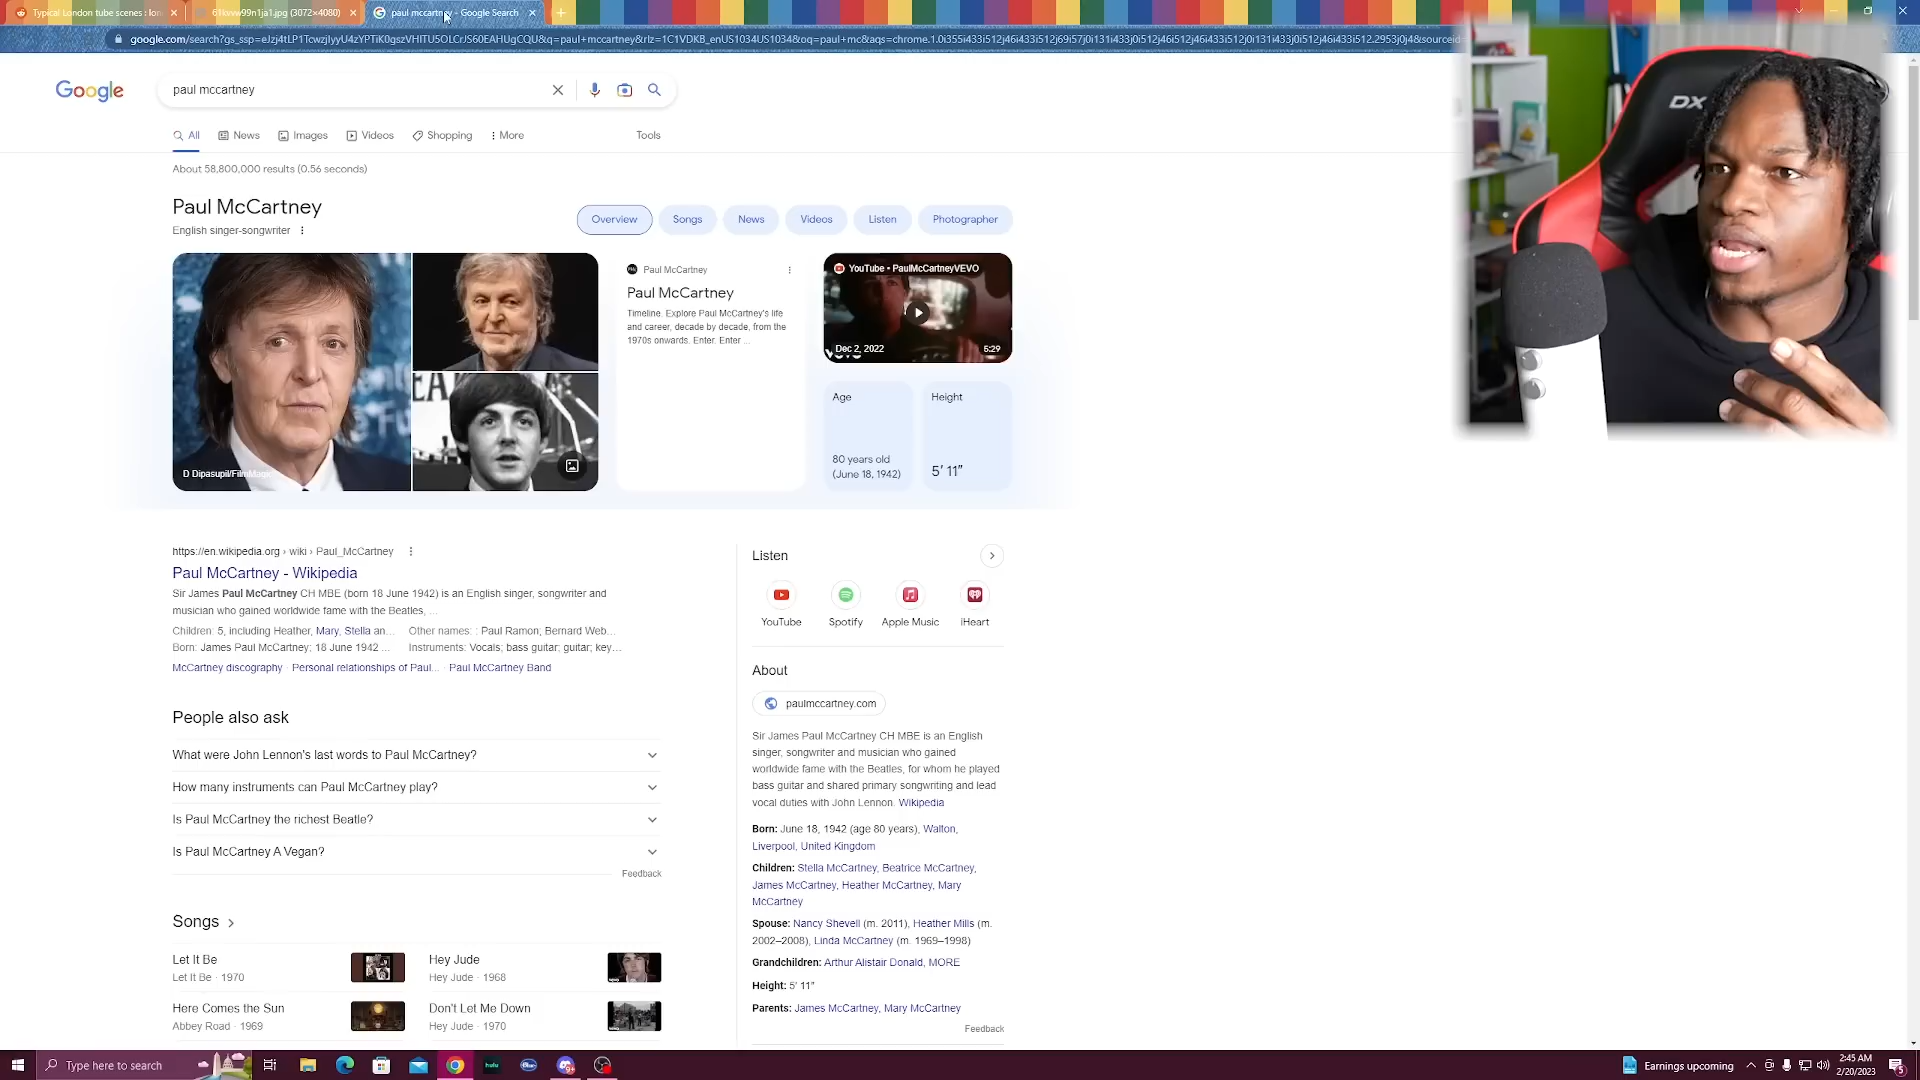 Typical London tube scenes : lon
61kvvw99n1ja1.jpg (3072×4080)
paul mccartney - Google Search
google.com/search?gs_ssp=
Google
paul mccartney
All
News
Images
Videos
Shopping
More
Tools
About 58,800,000 results (0.56 seconds)
Paul McCartney
English singer-songwriter
Overview
Songs
News
Videos
Listen
Photographer
D Dipasupil/FilmMagic
Paul McCartney
Paul McCartney
Timeline. Explore Paul McCartney's life
and career, decade by decade, from the
1970s onwards. Enter. Enter ...
YouTube • PaulMcCartneyVEVO
Dec 2, 2022
5:29
vevo
Age
80 years old
(June 18, 1942)
Height
5′ 11″
DX
https://en.wikipedia.org › wiki › Paul_McCartney
Paul McCartney - Wikipedia
Sir James Paul McCartney CH MBE (born 18 June 1942) is an English singer, songwriter and
musician who gained worldwide fame with the Beatles, ...
Children: 5, including Heather, Mary, Stella an... Other names: : Paul Ramon; Bernard Web...
Born: James Paul McCartney; 18 June 1942 ... Instruments: Vocals; bass guitar; guitar; key...
McCartney discography · Personal relationships of Paul... · Paul McCartney Band
People also ask
What were John Lennon's last words to Paul McCartney?
How many instruments can Paul McCartney play?
Is Paul McCartney the richest Beatle?
Is Paul McCartney A Vegan?
Feedback
Songs
Let It Be
Let It Be · 1970
Hey Jude
Hey Jude · 1968
Here Comes the Sun
Abbey Road · 1969
Don't Let Me Down
Hey Jude · 1970
Listen
YouTube
Spotify
Apple Music
iHeart
About
paulmccartney.com
Sir James Paul McCartney CH MBE is an English
singer, songwriter and musician who gained
worldwide fame with the Beatles, for whom he played
bass guitar and shared primary songwriting and lead
vocal duties with John Lennon. Wikipedia
Born: June 18, 1942 (age 80 years), Walton,
Liverpool, United Kingdom
Children: Stella McCartney, Beatrice McCartney,
James McCartney, Heather McCartney, Mary
McCartney
Spouse: Nancy Shevell (m. 2011), Heather Mills (m.
2002–2008), Linda McCartney (m. 1969–1998)
Grandchildren: Arthur Alistair Donald, MORE
Height: 5′ 11″
Parents: James McCartney, Mary McCartney
Feedback
Type here to search
hulu
Earnings upcoming
2:45 AM
2/20/2023
5